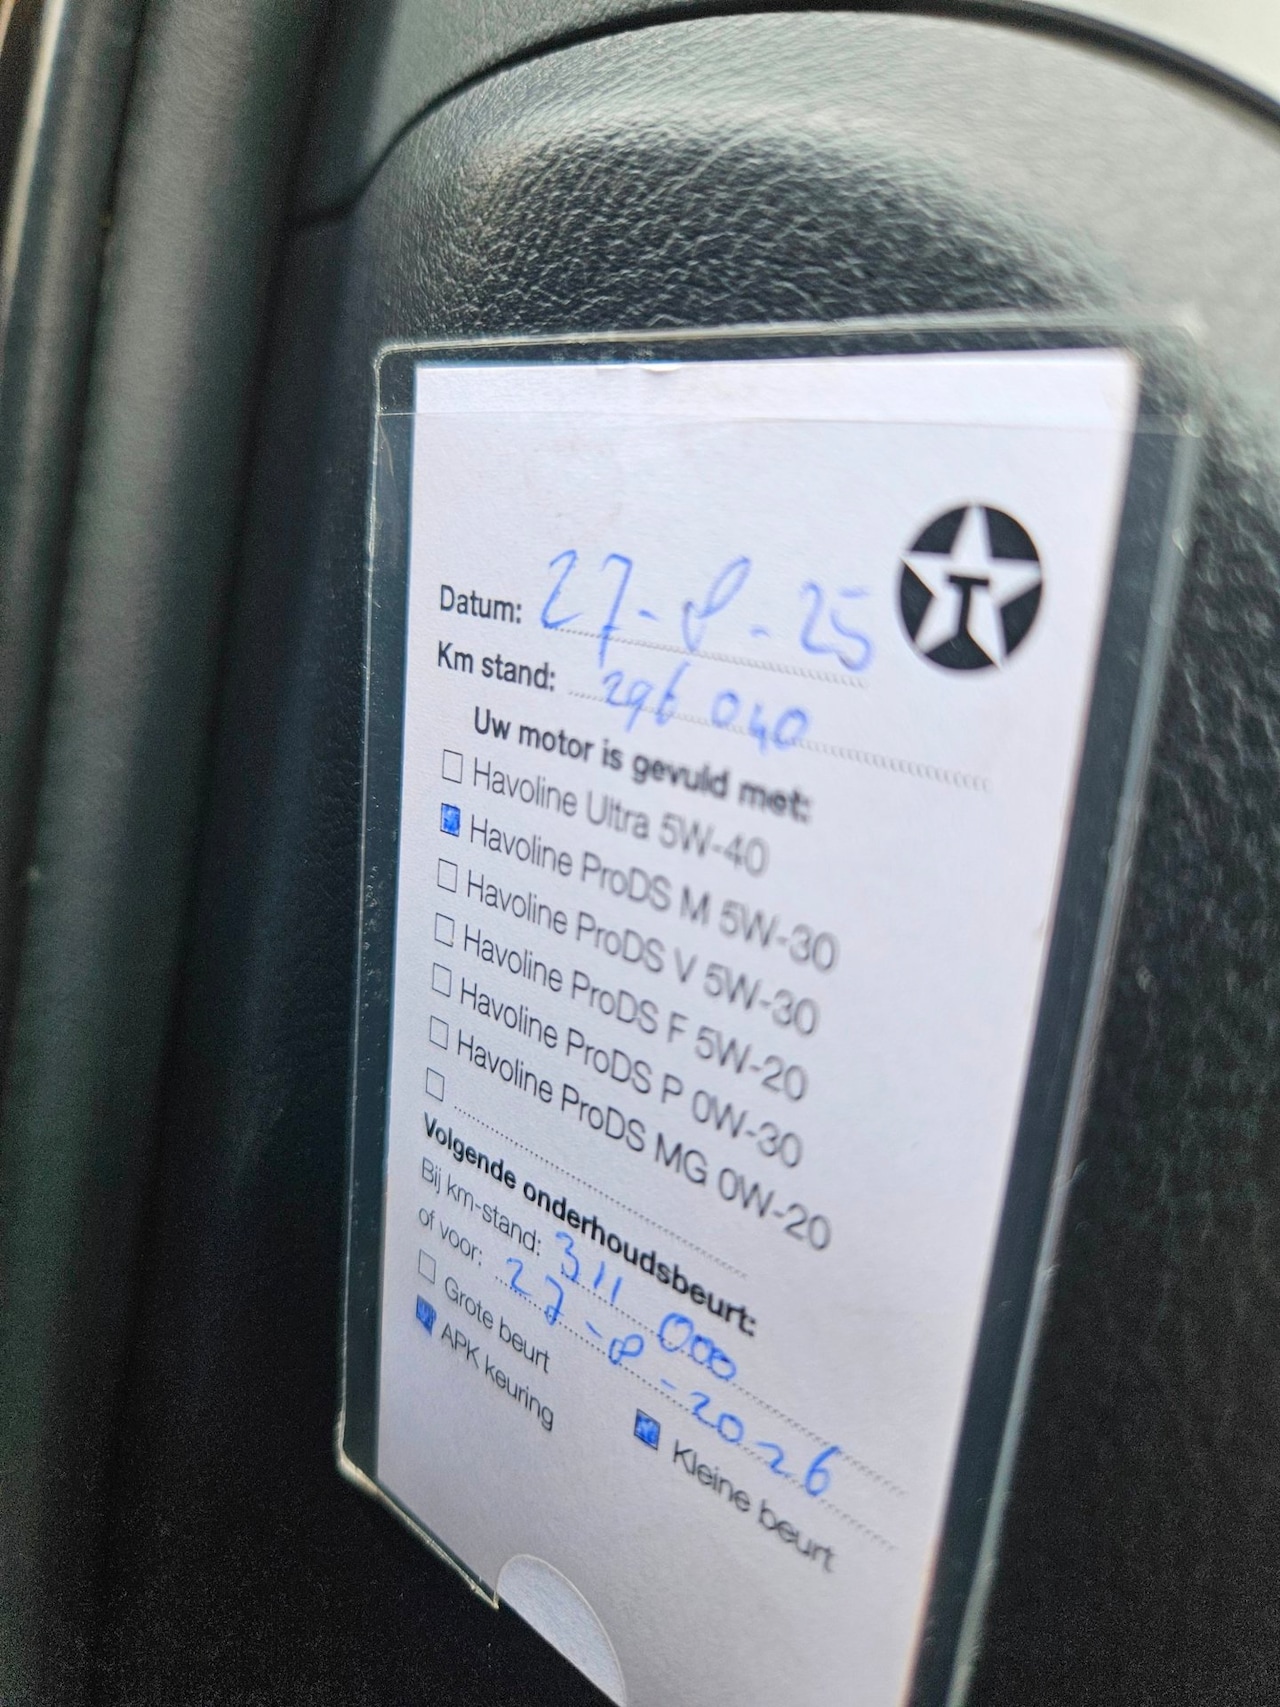 T
Datum: 27-8-25
Km stand: 296 040
Uw motor is gevuld met:
Havoline Ultra 5W-40
Havoline ProDS M 5W-30
Havoline ProDS V 5W-30
Havoline ProDS F 5W-20
Havoline ProDS P 0W-30
Havoline ProDS MG 0W-20
Volgende onderhoudsbeurt:
Bij km-stand: 311 000
of voor: 27-8-2026
Grote beurt
Kleine beurt
APK keuring